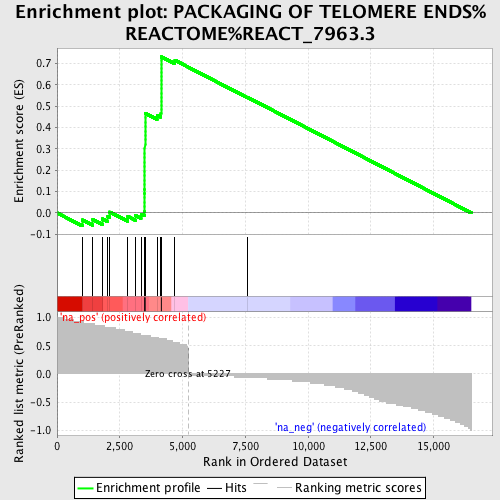 Enrichment plot: PACKAGING OF TELOMERE ENDS%
REACTOME%REACT_7963.3
Enrichment score (ES)
0.7
0.6
0.5
0.4
0.3
0.2
0.1
0.0
-0.1
Ranked list metric (PreRanked)
1.0
0.5
0.0
-0.5
-1.0
'na_pos' (positively correlated)
Zero cross at 5227
'na_neg' (negatively correlated)
0 2,500 5,000 7,500 10,000 12,500 15,000
Rank in Ordered Dataset
Enrichment profile Hits Ranking metric scores